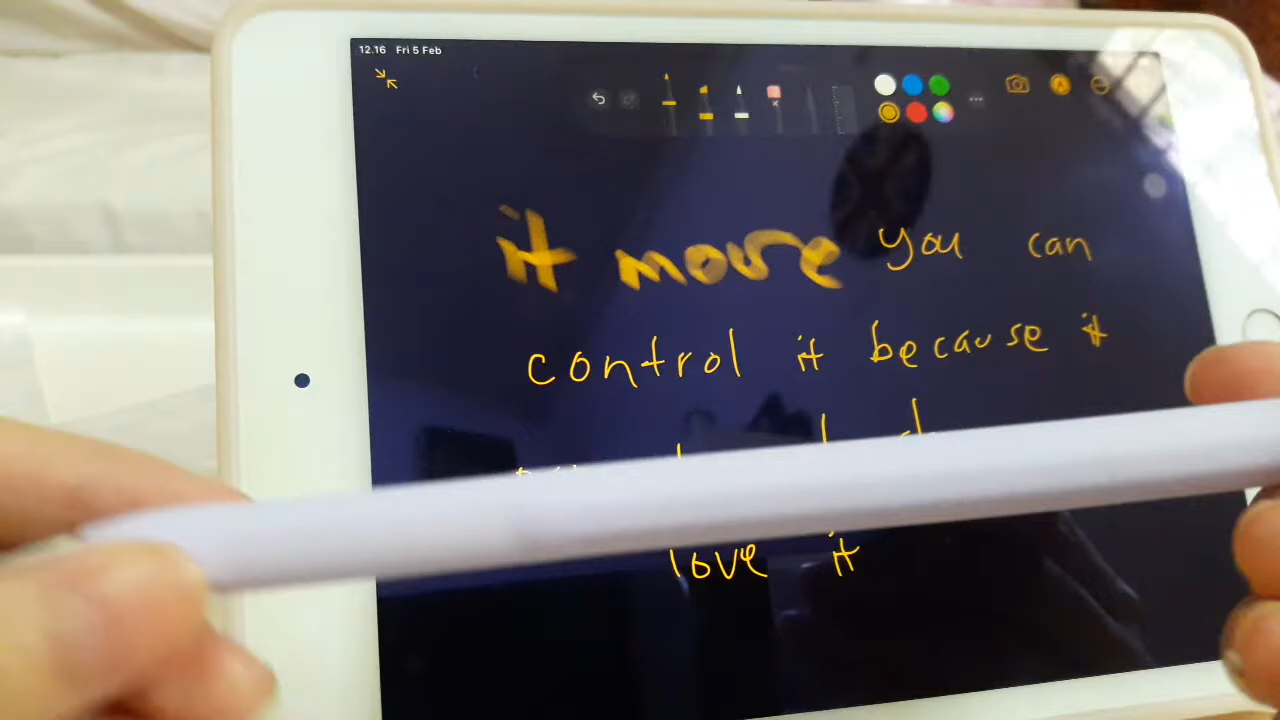 12.16 Fri 5 Feb
it move you can
control it because it
love it